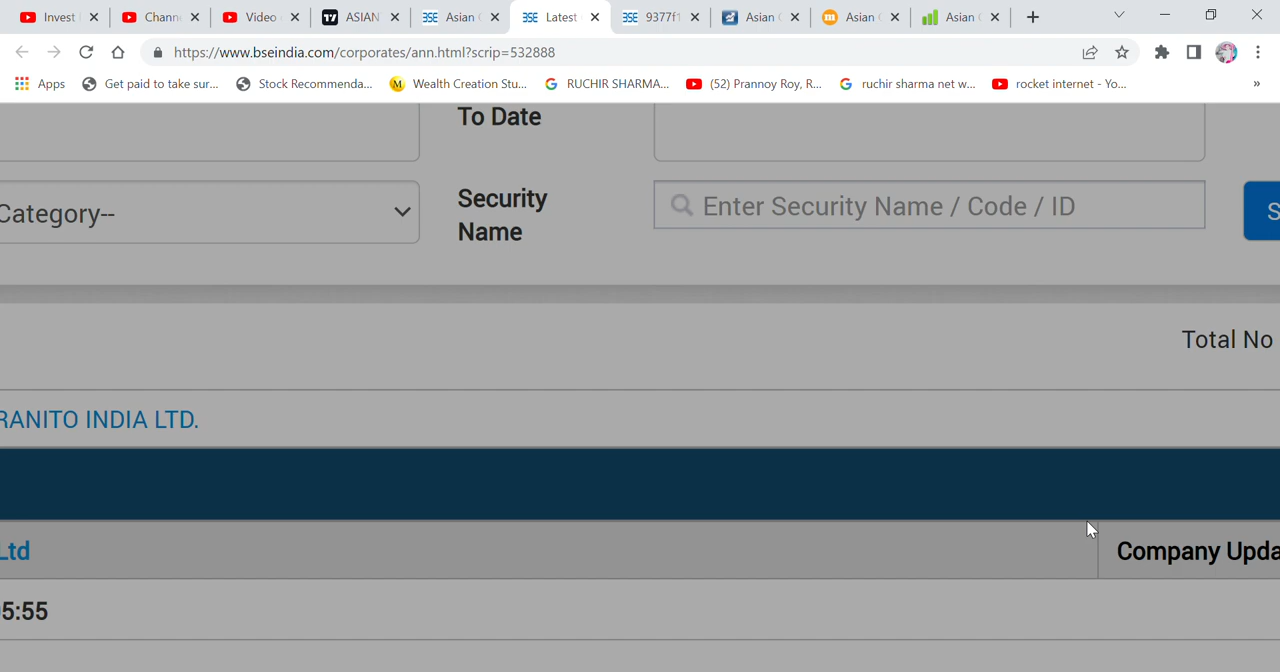 Invest
Chann
Video
ASIAN
Asian
Latest
9377f1
Asian
Asian
Asian
https://www.bseindia.com/corporates/ann.html?scrip=532888
Apps
Get paid to take sur...
M
Stock Recommenda...
Wealth Creation Stu...
RUCHIR SHARMA...
(52) Prannoy Roy, R...
ruchir sharma net w...
rocket internet - Yo...
»
To Date
Category--
Security
Name
Enter Security Name / Code / ID
S
Total No
RANITO INDIA LTD.
Ltd
Company Upda
5:55